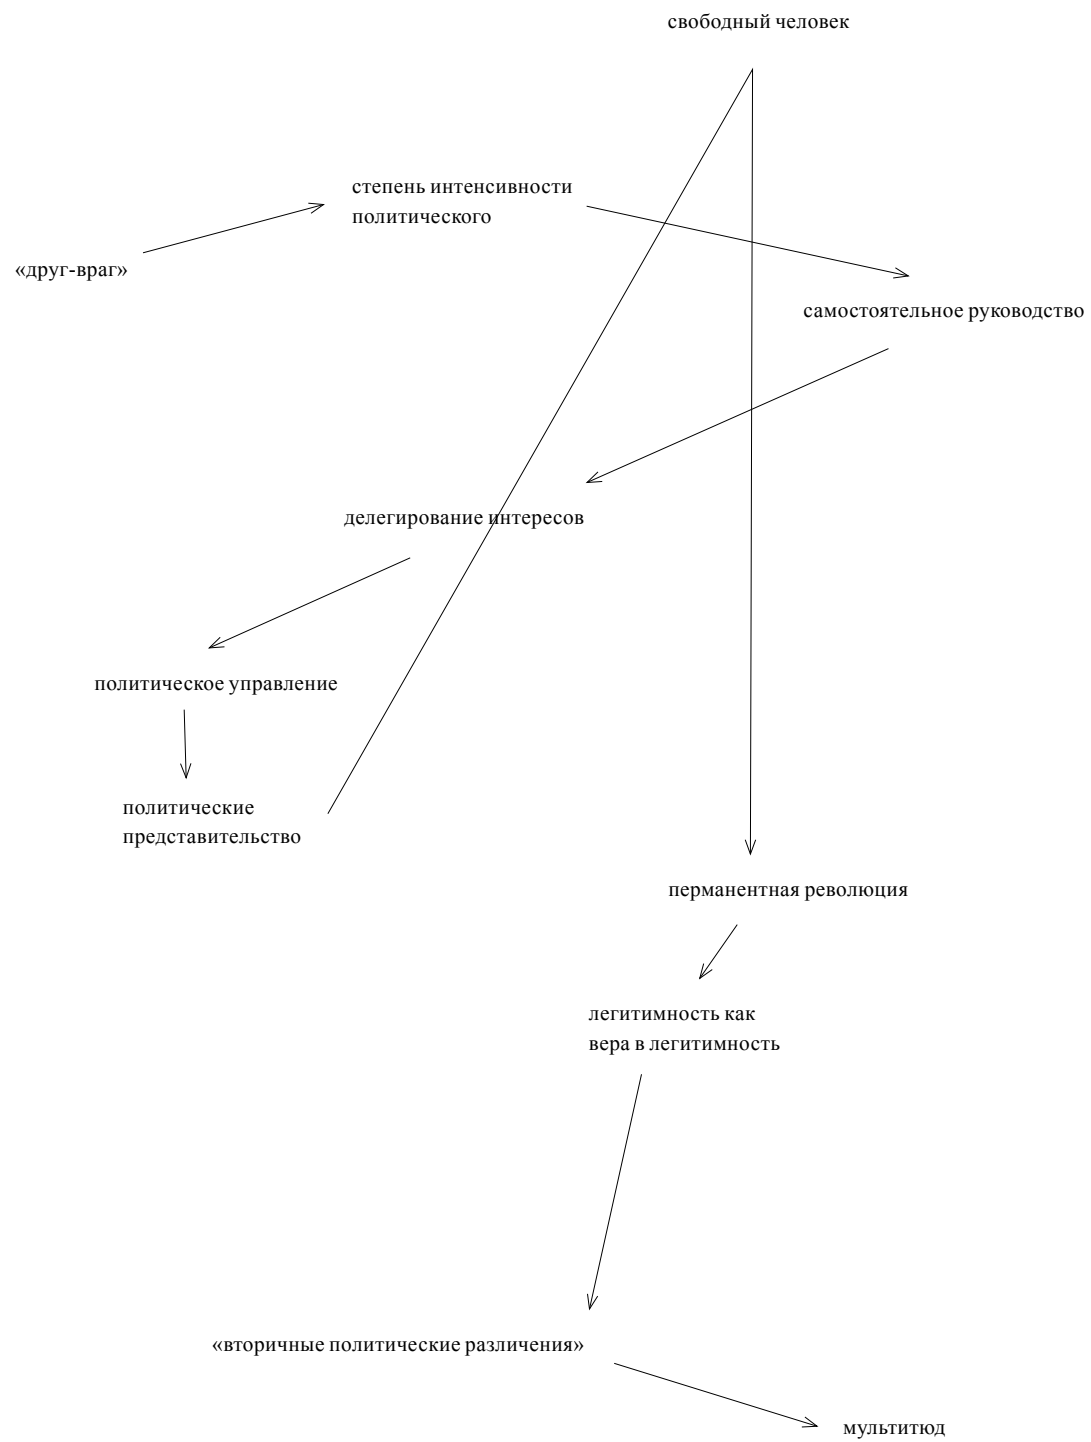 свободный человек
степень интенсивности
политического
«друг-враг»
самостоятельное руководство
делегирование интересов
политическое управление
политические
представительство
перманентная революция
легитимность как
вера в легитимность
«вторичные политические различения»
мультитюд